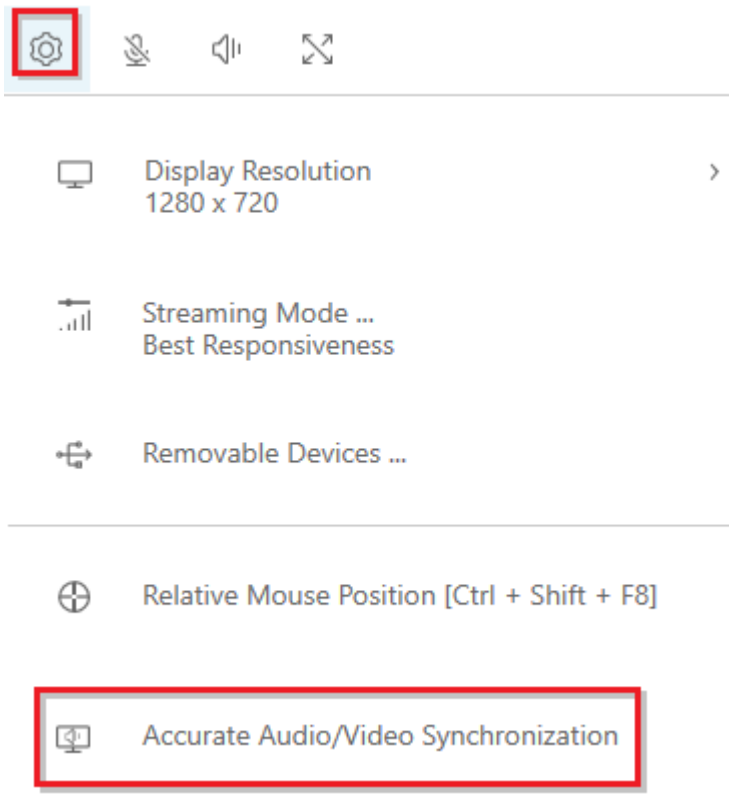 Display Resolution
1280 x 720
Streaming Mode ...
Best Responsiveness
Removable Devices ...
Relative Mouse Position [Ctrl + Shift + F8]
Accurate Audio/Video Synchronization